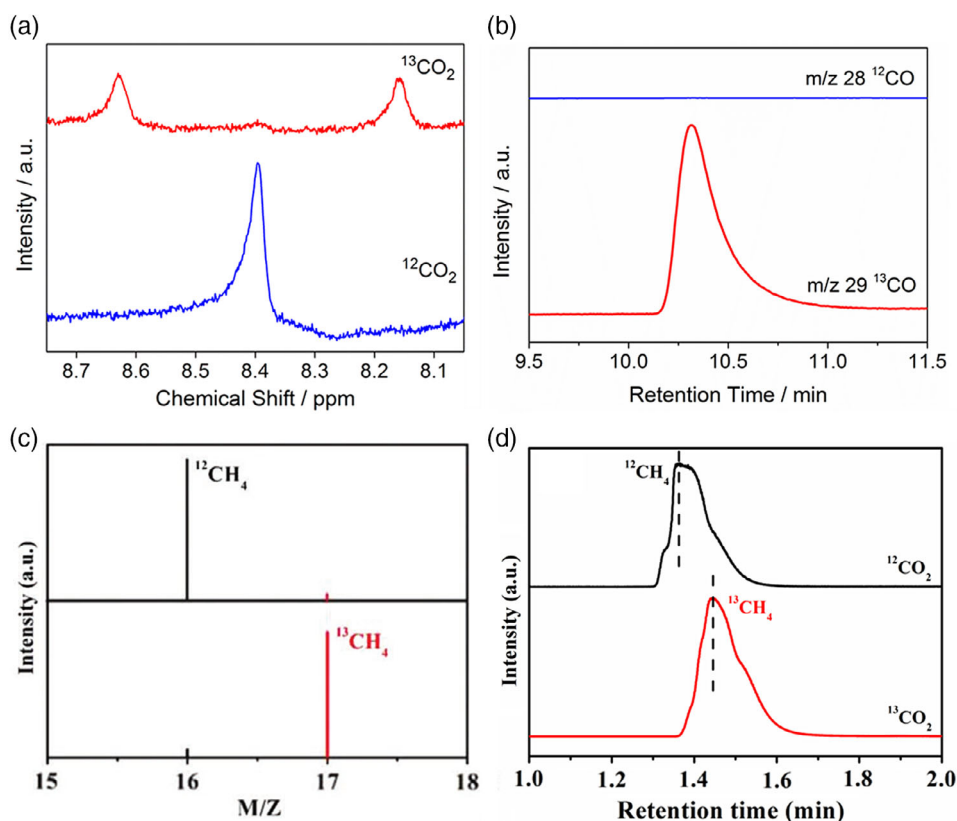 (a)
¹³CO₂
¹²CO₂
Intensity / a.u.
8.7 8.6 8.5 8.4 8.3 8.2 8.1
Chemical Shift / ppm
(b)
m/z 28 ¹²CO
m/z 29 ¹³CO
Intensity / a.u.
9.5 10.0 10.5 11.0 11.5
Retention Time / min
(c)
¹²CH₄
¹³CH₄
Intensity (a.u.)
15 16 17 18
M/Z
(d)
¹²CH₄
¹²CO₂
¹³CH₄
¹³CO₂
Intensity (a.u.)
1.0 1.2 1.4 1.6 1.8 2.0
Retention time (min)